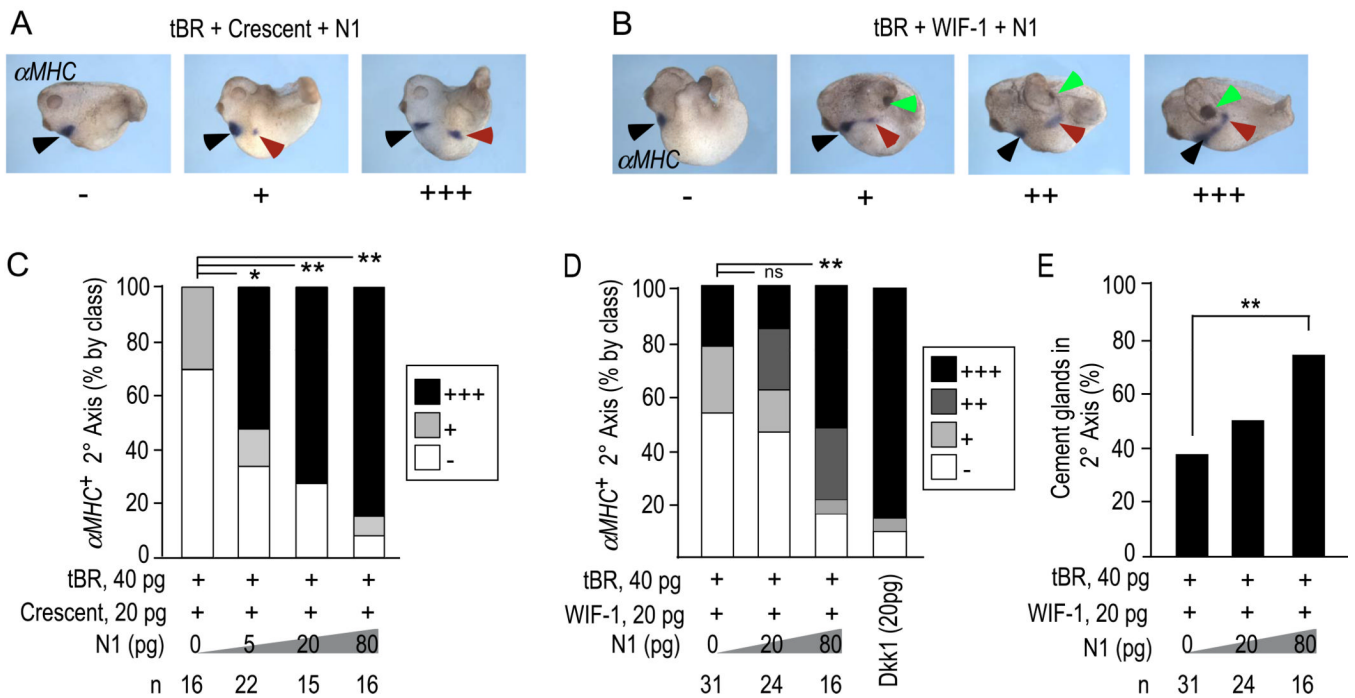 A
tBR + Crescent + N1
αMHC
-
+
+++
B
tBR + WIF-1 + N1
αMHC
-
+
++
+++
C
αMHC+ 2° Axis (% by class)
100
80
60
40
20
0
*
**
**
+++
+
-
tBR, 40 pg + + + +
Crescent, 20 pg + + + +
N1 (pg) 0 5 20 80
n 16 22 15 16
D
αMHC+ 2° Axis (% by class)
100
80
60
40
20
ns
**
+++
++
+
-
tBR, 40 pg + + +
WIF-1, 20 pg + + +
N1 (pg) 0 20 80
n 31 24 16
Dkk1 (20pg)
E
Cement glands in
2° Axis (%)
100
80
60
40
20
0
**
tBR, 40 pg + + +
WIF-1, 20 pg + + +
N1 (pg) 0 20 80
n 31 24 16